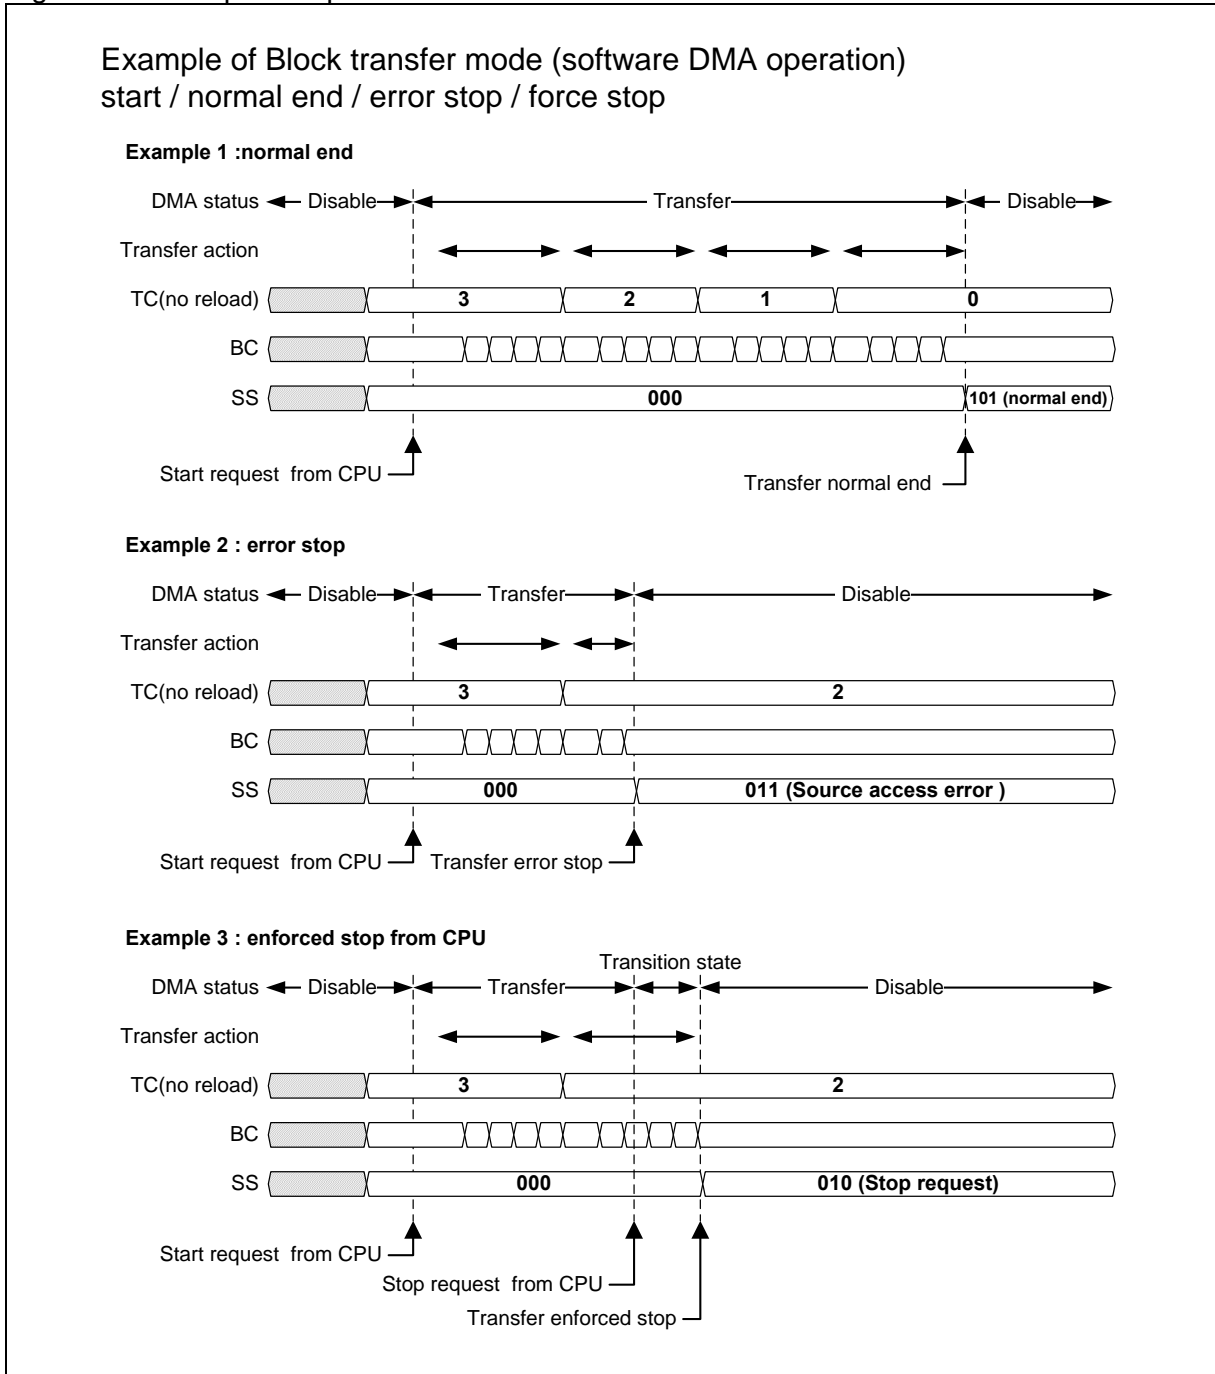 Example of Block transfer mode (software DMA operation)
start / normal end / error stop / force stop
Example 1 :normal end
DMA status Disable Transfer Disable
Transfer action
TC(no reload) 3 2 1 0
BC
SS 000 101 (normal end)
Start request from CPU
Transfer normal end
Example 2 : error stop
DMA status Disable Transfer Disable
Transfer action
TC(no reload) 3 2
BC
SS 000 011 (Source access error )
Start request from CPU Transfer error stop
Example 3 : enforced stop from CPU
Transition state
DMA status Disable Transfer Disable
Transfer action
TC(no reload) 3 2
BC
SS 000 010 (Stop request)
Start request from CPU
Stop request from CPU
Transfer enforced stop